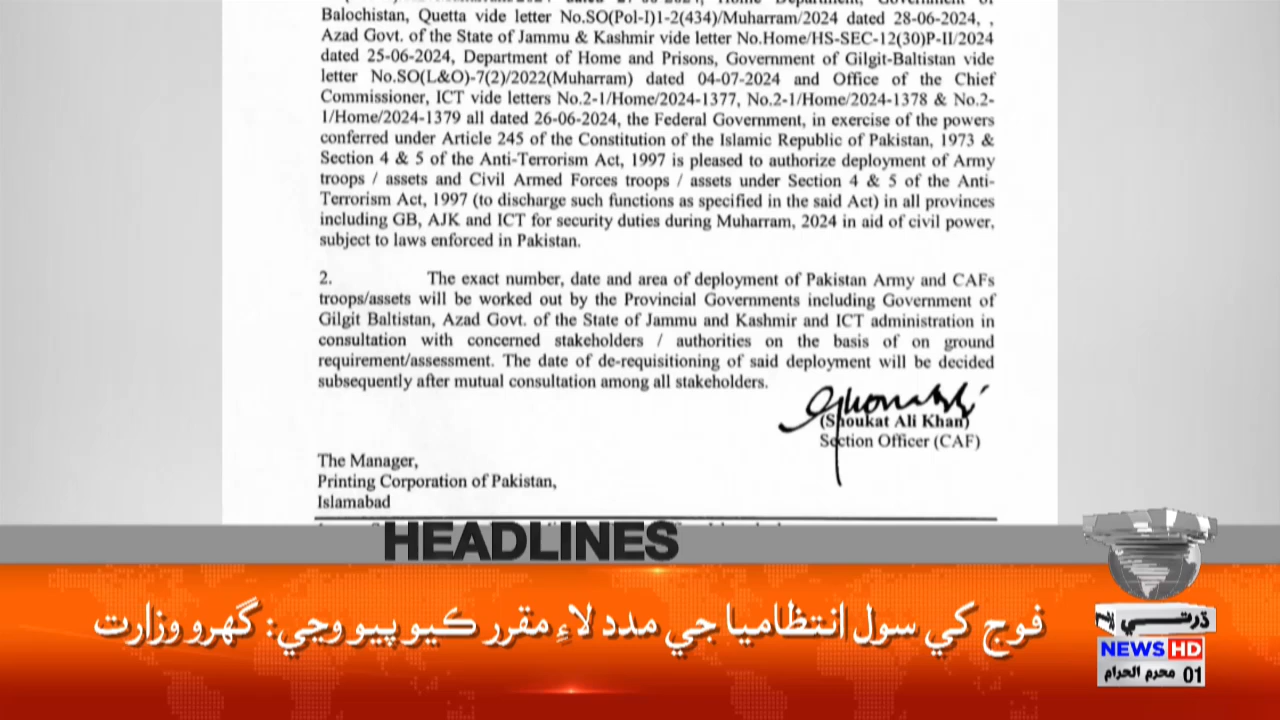 Balochistan, Quetta vide letter No.SO(Pol-I)1-2(434)/Muharram/2024 dated 28-06-2024, ,
Azad Govt. of the State of Jammu & Kashmir vide letter No.Home/HS-SEC-12(30)P-II/2024
dated 25-06-2024, Department of Home and Prisons, Government of Gilgit-Baltistan vide
letter No.SO(L&O)-7(2)/2022(Muharram) dated 04-07-2024 and Office of the Chief
Commissioner, ICT vide letters No.2-1/Home/2024-1377, No.2-1/Home/2024-1378 & No.2-
1/Home/2024-1379 all dated 26-06-2024, the Federal Government, in exercise of the powers
conferred under Article 245 of the Constitution of the Islamic Republic of Pakistan, 1973 &
Section 4 & 5 of the Anti-Terrorism Act, 1997 is pleased to authorize deployment of Army
troops / assets and Civil Armed Forces troops / assets under Section 4 & 5 of the Anti-
Terrorism Act, 1997 (to discharge such functions as specified in the said Act) in all provinces
including GB, AJK and ICT for security duties during Muharram, 2024 in aid of civil power,
subject to laws enforced in Pakistan.
2. The exact number, date and area of deployment of Pakistan Army and CAFs
troops/assets will be worked out by the Provincial Governments including Government of
Gilgit Baltistan, Azad Govt. of the State of Jammu and Kashmir and ICT administration in
consultation with concerned stakeholders / authorities on the basis of on ground
requirement/assessment. The date of de-requisitioning of said deployment will be decided
subsequently after mutual consultation among all stakeholders.
(Shoukat Ali Khan)
Section Officer (CAF)
The Manager,
Printing Corporation of Pakistan,
Islamabad
HEADLINES
فوج کي سول انتظاميا جي مدد لاءِ مقرر ڪيو پيو وڃي: گهرو وزارت
ڌرتي
NEWS HD
01 محرم الحرام